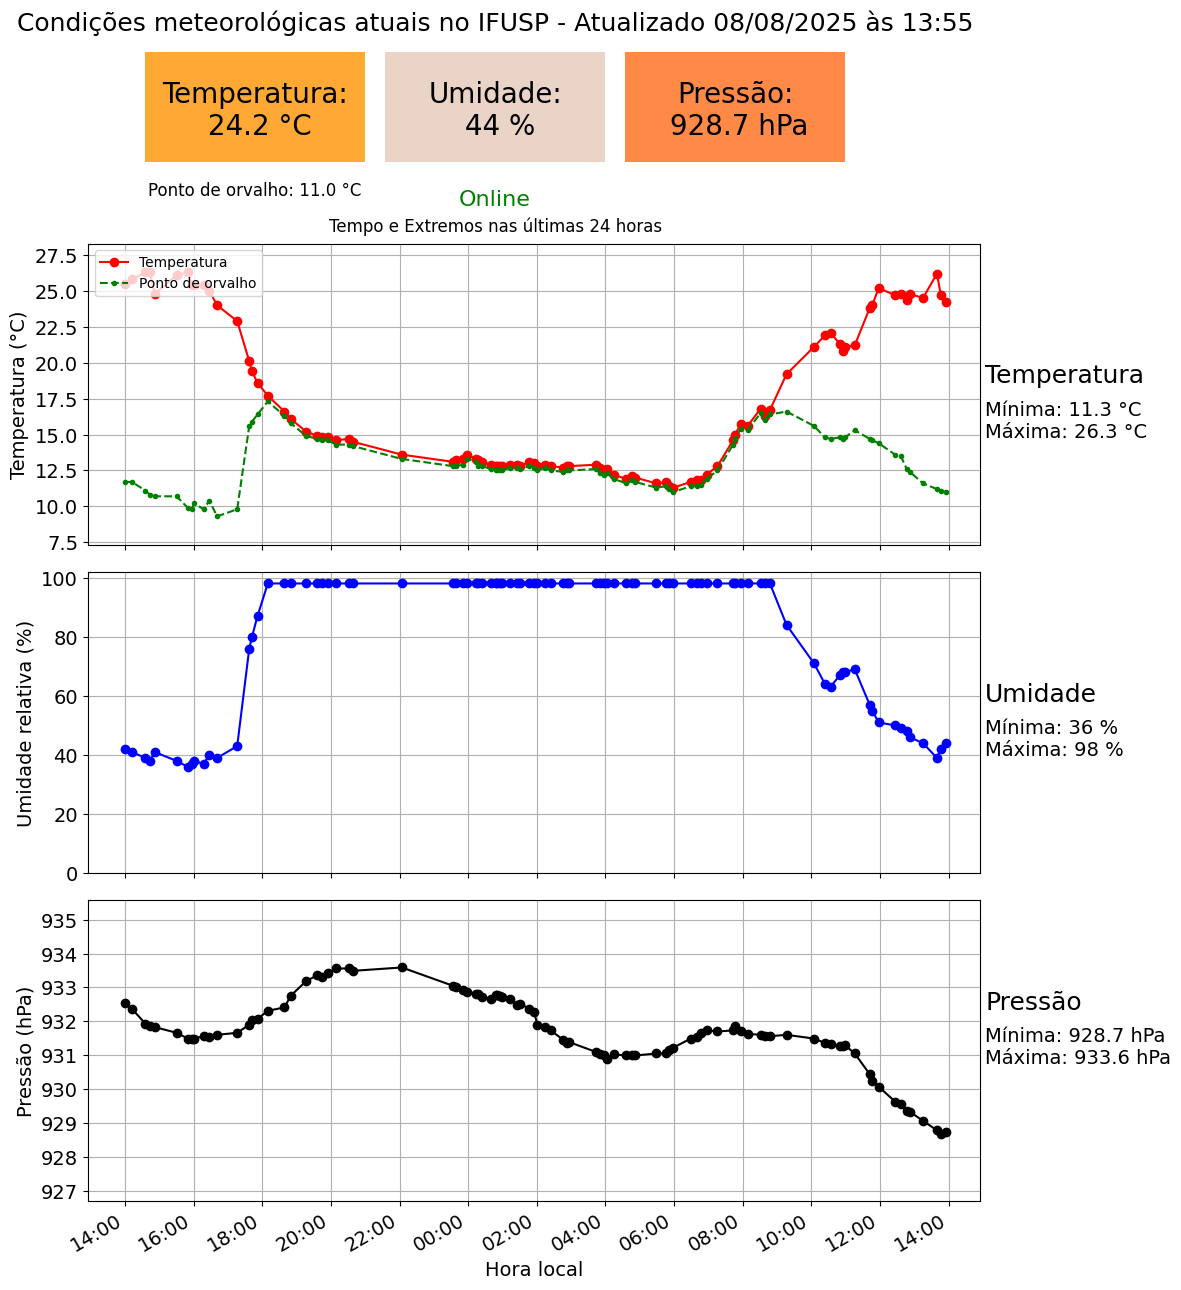 Condições meteorológicas atuais no IFUSP - Atualizado 08/08/2025 às 13:55
Temperatura:
24.2 °C
Umidade:
44 %
Pressão:
928.7 hPa
Ponto de orvalho: 11.0 °C
Online
Tempo e Extremos nas últimas 24 horas
Temperatura
Ponto de orvalho
Temperatura (°C)
27.5
25.0
22.5
20.0
17.5
15.0
12.5
10.0
7.5
Temperatura
Mínima: 11.3 °C
Máxima: 26.3 °C
Umidade relativa (%)
100
80
60
40
20
0
Umidade
Mínima: 36 %
Máxima: 98 %
Pressão (hPa)
935
934
933
932
931
930
929
928
927
Pressão
Mínima: 928.7 hPa
Máxima: 933.6 hPa
14:00 16:00 18:00 20:00 22:00 00:00 02:00 04:00 06:00 08:00 10:00 12:00 14:00
Hora local